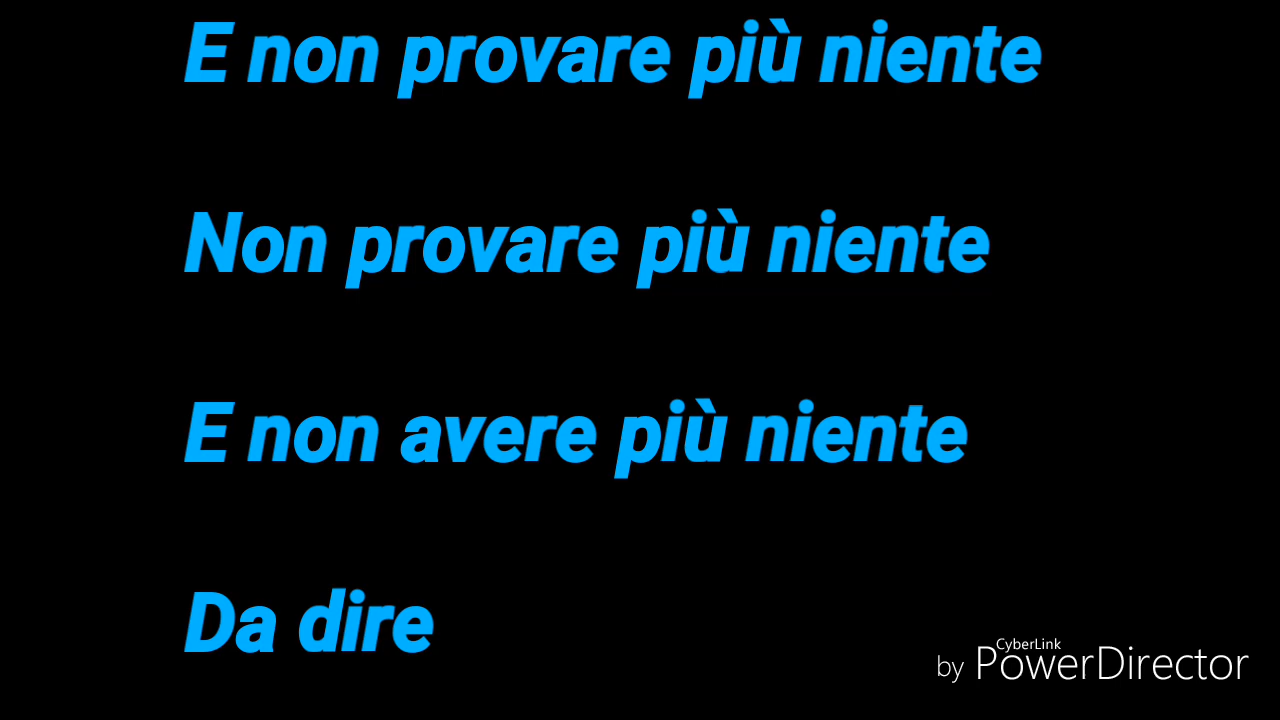 E non provare più niente
Non provare più niente
E non avere più niente
Da dire
CyberLink
by PowerDirector